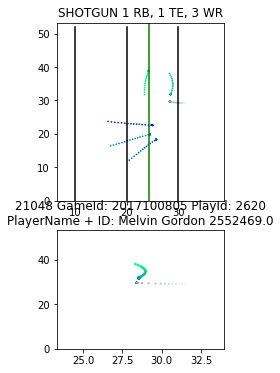 SHOTGUN 1 RB, 1 TE, 3 WR
50
40
30
20
10
0
10 20 30
21048 GameId: 2017100805 PlayId: 2620
PlayerName + ID: Melvin Gordon 2552469.0
40
20
0
25.0 27.5 30.0 32.5